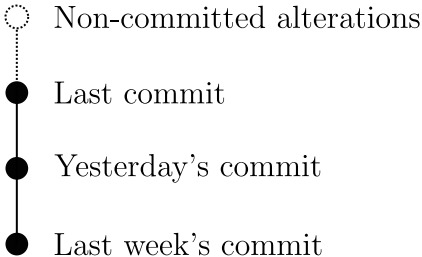 Non-committed alterations
Last commit
Yesterday's commit
Last week's commit